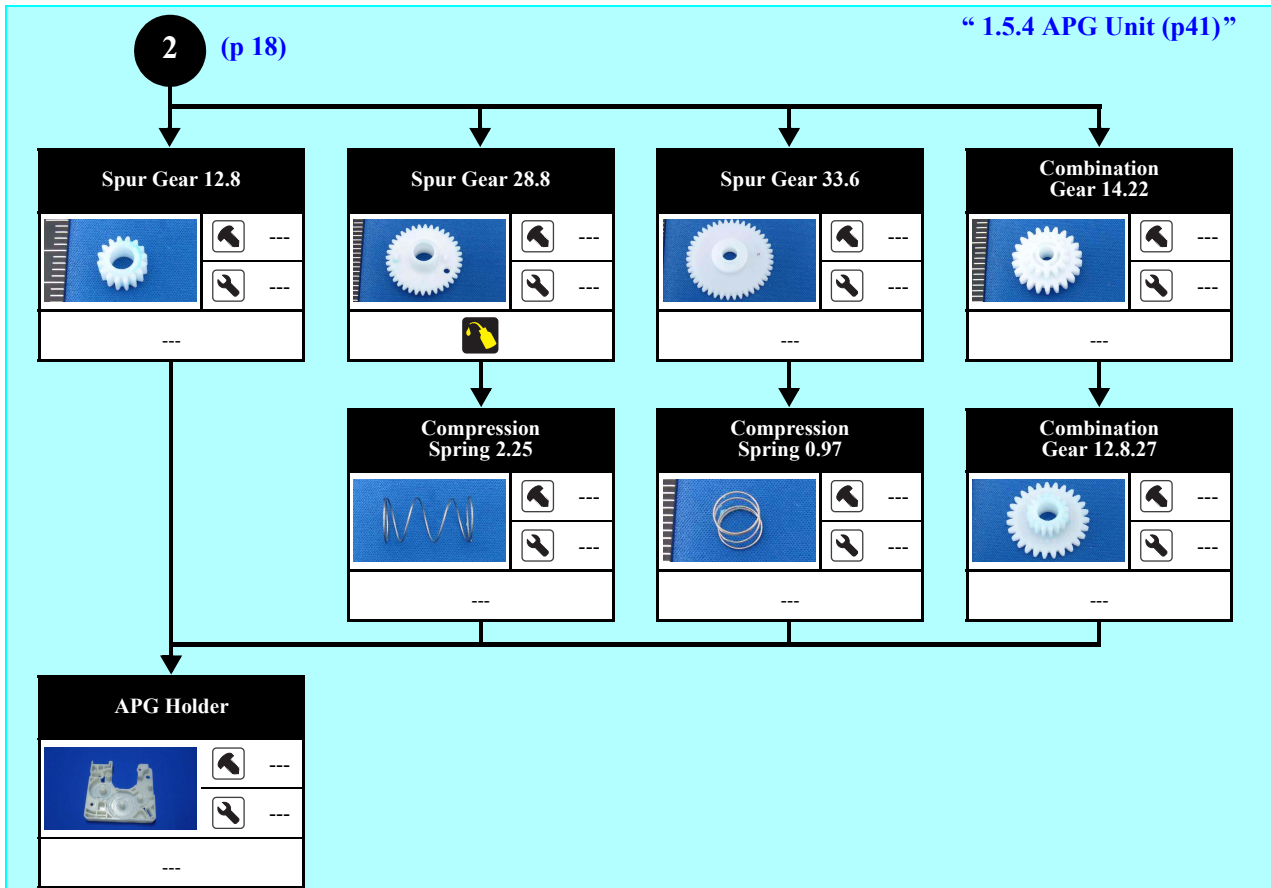 2
(p 18)
“ 1.5.4 APG Unit (p41)”
Spur Gear 12.8
---
---
---
Spur Gear 28.8
---
---
Spur Gear 33.6
---
---
---
Combination
Gear 14.22
---
---
---
Compression
Spring 2.25
---
---
---
Compression
Spring 0.97
---
---
---
Combination
Gear 12.8.27
---
---
---
APG Holder
---
---
---